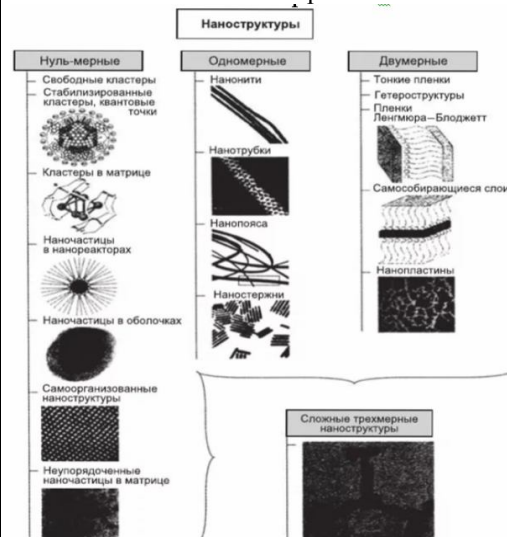 Наноструктуры
Нуль-мерные
Свободные кластеры
Стабилизированные
кластеры, квантовые
точки
Кластеры в матрице
Наночастицы
в нанореакторах
Наночастицы в оболочках
Самоорганизованные
наноструктуры
Неупорядоченные
наночастицы в матрице
Одномерные
Нанонити
Нанотрубки
Нанопояса
Наностержни
Двумерные
Тонкие пленки
Гетероструктуры
Пленки
Ленгмюра—Блоджетт
Самособирающиеся слои
Нанопластины
Сложные трехмерные
наноструктуры